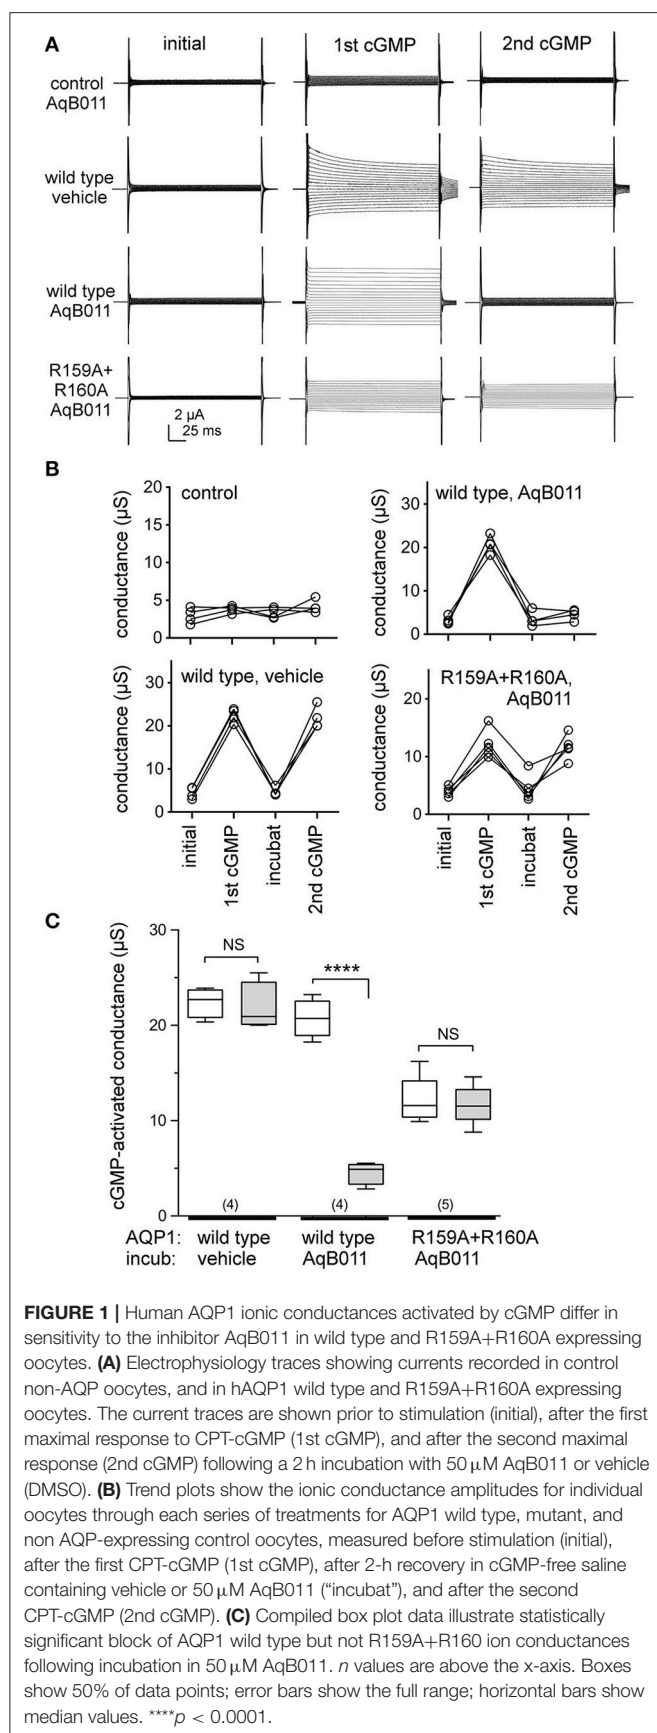 A
initial
1st cGMP
2nd cGMP
control
AqB011
wild type
vehicle
wild type
AqB011
R159A+
R160A
AqB011
2 µA
25 ms
B
control
conductance (µS)
20
15
10
5
0
wild type, AqB011
conductance (µS)
30
20
10
0
wild type, vehicle
conductance (µS)
30
20
10
0
initial
1st cGMP
incubat
2nd cGMP
R159A+R160A,
AqB011
conductance (µS)
20
10
0
initial
1st cGMP
incubat
2nd cGMP
C
cGMP-activated conductance (µS)
30
20
10
0
NS
****
NS
(4)
(4)
(5)
AQP1: wild type wild type R159A+R160A
incub: vehicle AqB011 AqB011
FIGURE 1 | Human AQP1 ionic conductances activated by cGMP differ in
sensitivity to the inhibitor AqB011 in wild type and R159A+R160A expressing
oocytes. (A) Electrophysiology traces showing currents recorded in control
non-AQP oocytes, and in hAQP1 wild type and R159A+R160A expressing
oocytes. The current traces are shown prior to stimulation (initial), after the first
maximal response to CPT-cGMP (1st cGMP), and after the second maximal
response (2nd cGMP) following a 2 h incubation with 50 µM AqB011 or vehicle
(DMSO). (B) Trend plots show the ionic conductance amplitudes for individual
oocytes through each series of treatments for AQP1 wild type, mutant, and
non AQP-expressing control oocytes, measured before stimulation (initial),
after the first CPT-cGMP (1st cGMP), after 2-h recovery in cGMP-free saline
containing vehicle or 50 µM AqB011 (“incubat”), and after the second
CPT-cGMP (2nd cGMP). (C) Compiled box plot data illustrate statistically
significant block of AQP1 wild type but not R159A+R160 ion conductances
following incubation in 50 µM AqB011. n values are above the x-axis. Boxes
show 50% of data points; error bars show the full range; horizontal bars show
median values. ****p < 0.0001.